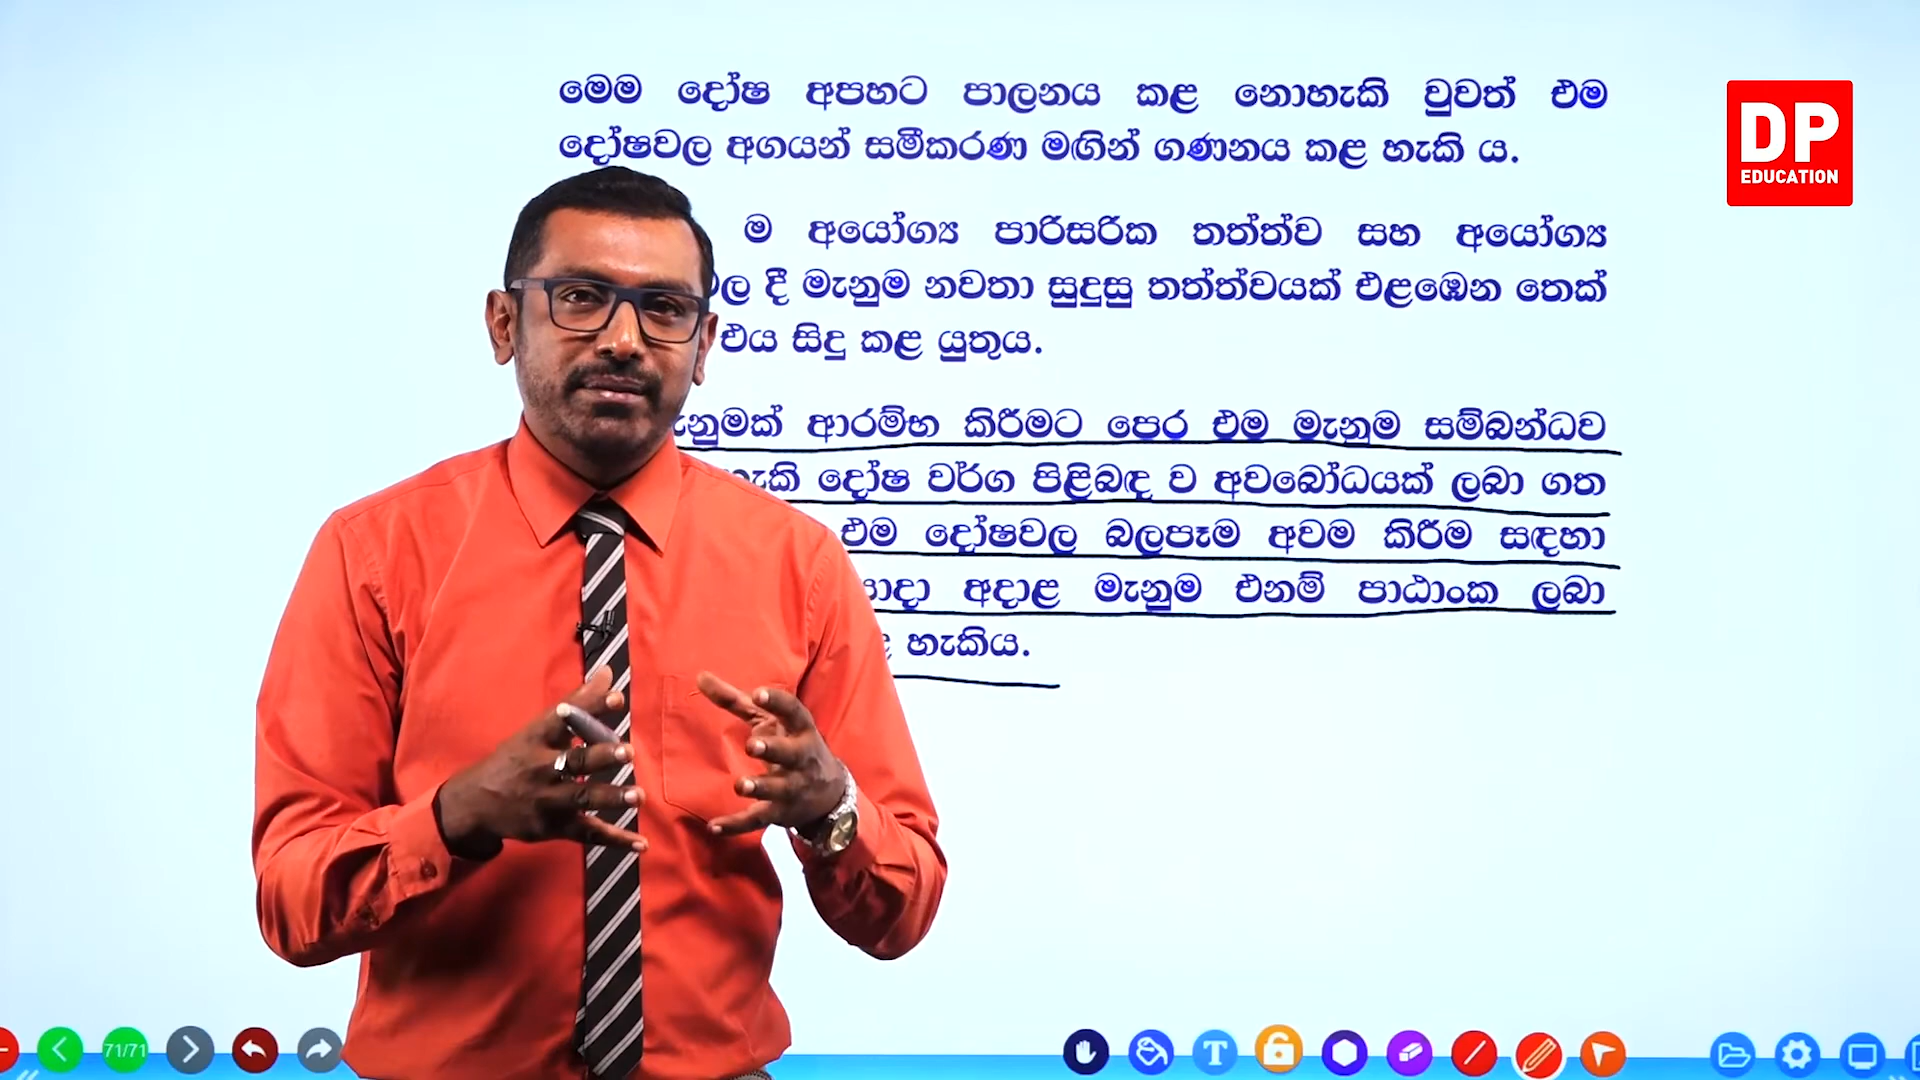 මෙම දෝෂ අපහට පාලනය කළ නොහැකි වුවත් එම
දෝෂවල අගයන් සමීකරණ මඟින් ගණනය කළ හැකි ය.
ම අයෝග්‍ය පාරිසරික තත්ත්ව සහ අයෝග්‍ය
දී මැනුම නවතා සුදුසු තත්ත්වයක් එළඹෙන තෙක්
එය සිදු කළ යුතුය.
ආරම්භ කිරීමට පෙර එම මැනුම සම්බන්ධව
දෝෂ වර්ග පිළිබඳ ව අවබෝධයක් ලබා ගත
එම දෝෂවල බලපෑම අවම කිරීම සඳහා
අදාළ මැනුම එනම් පාඨාංක ලබා
හැකිය.
DP
EDUCATION
71/71